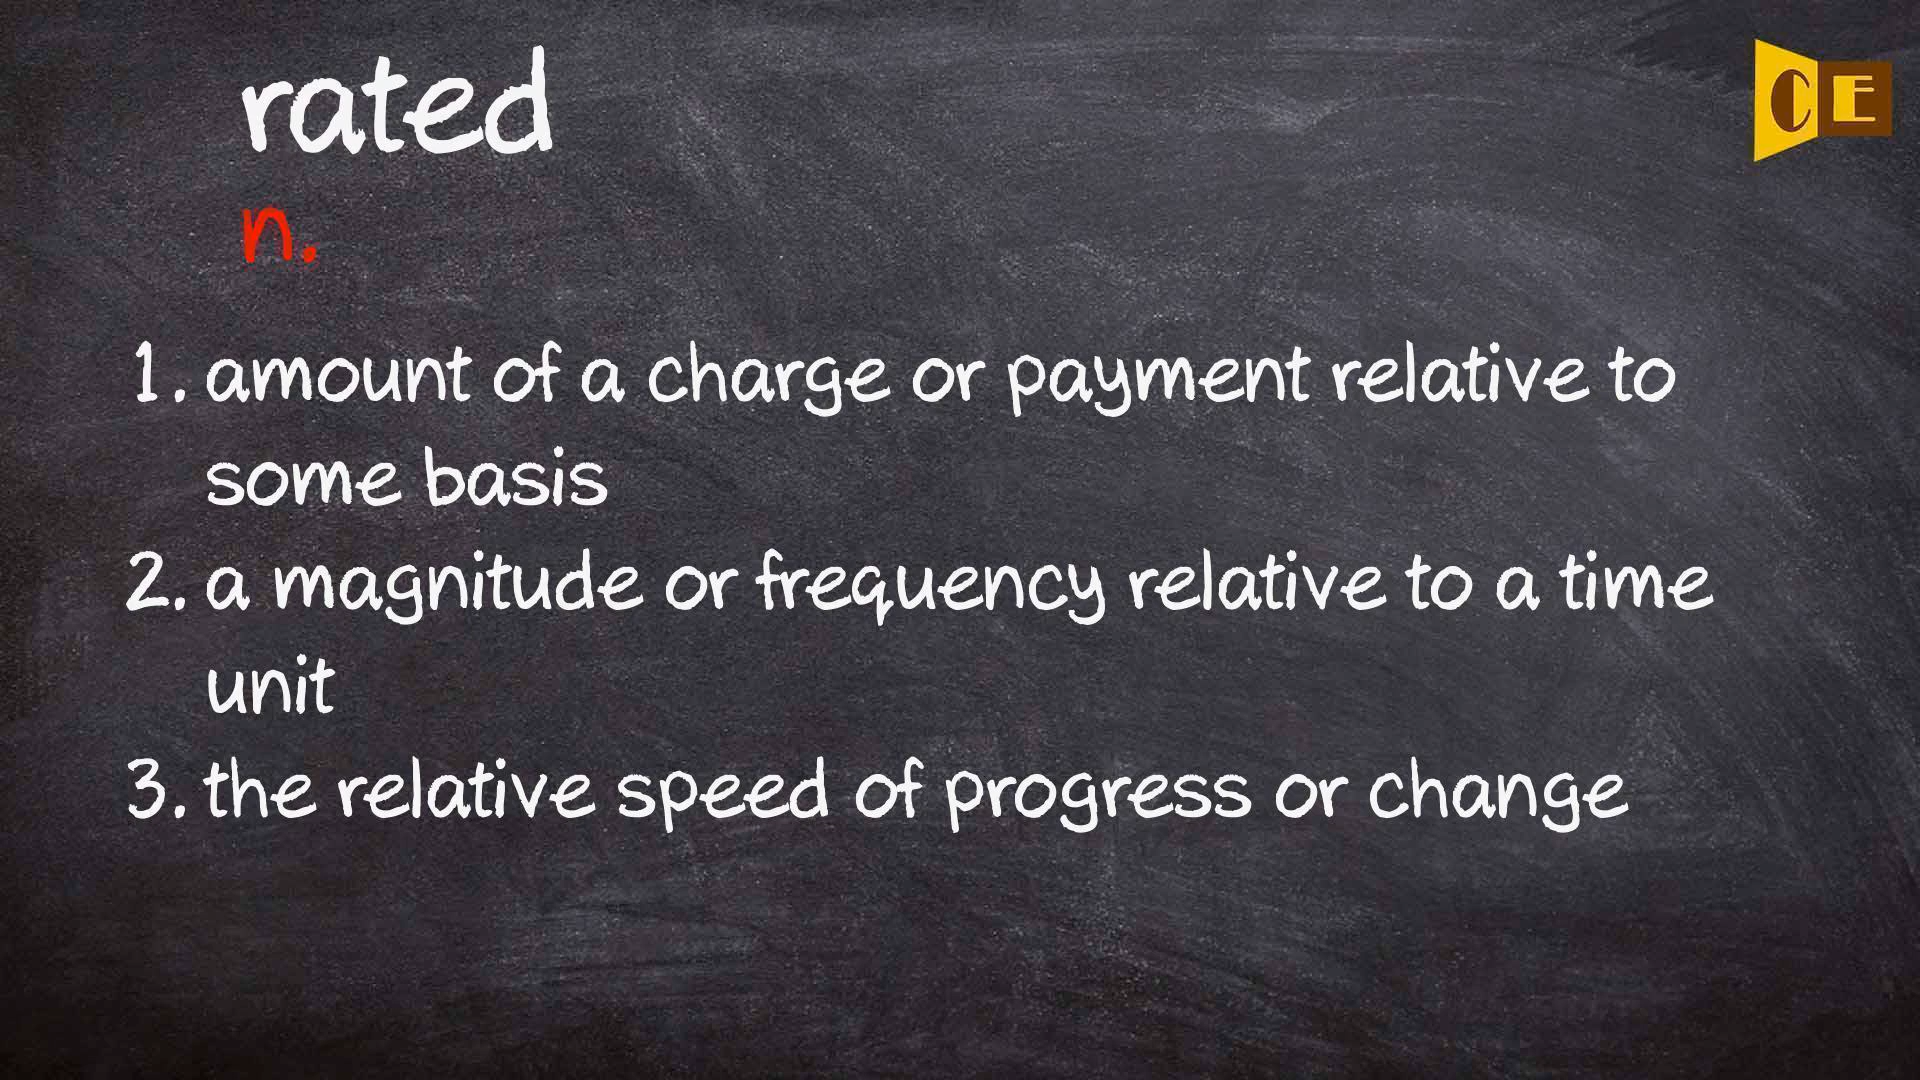 rated
CE
n.
1. amount of a charge or payment relative to
some basis
2. a magnitude or frequency relative to a time
unit
3. the relative speed of progress or change